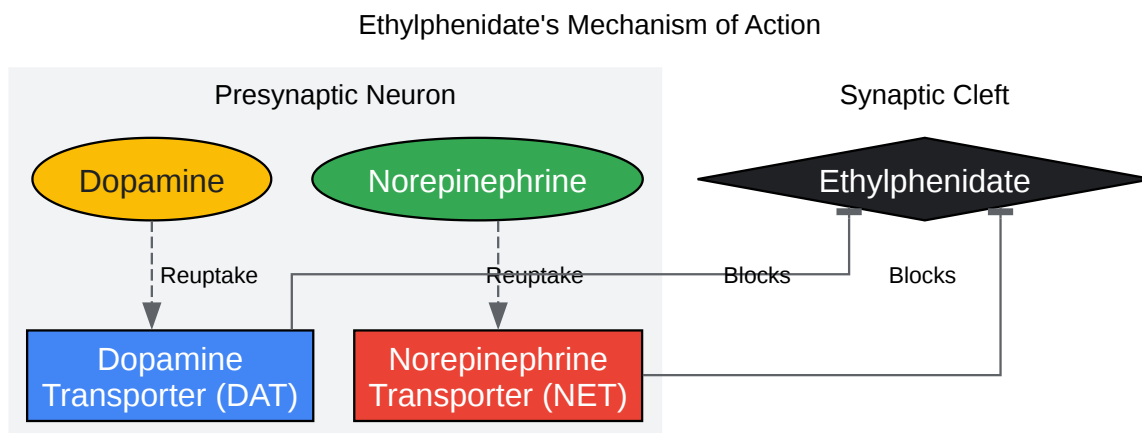 Ethylphenidate's Mechanism of Action
Presynaptic Neuron
Synaptic Cleft
Dopamine
Norepinephrine
Ethylphenidate
Reuptake
Reuptake
Blocks
Blocks
Dopamine
Transporter (DAT)
Norepinephrine
Transporter (NET)